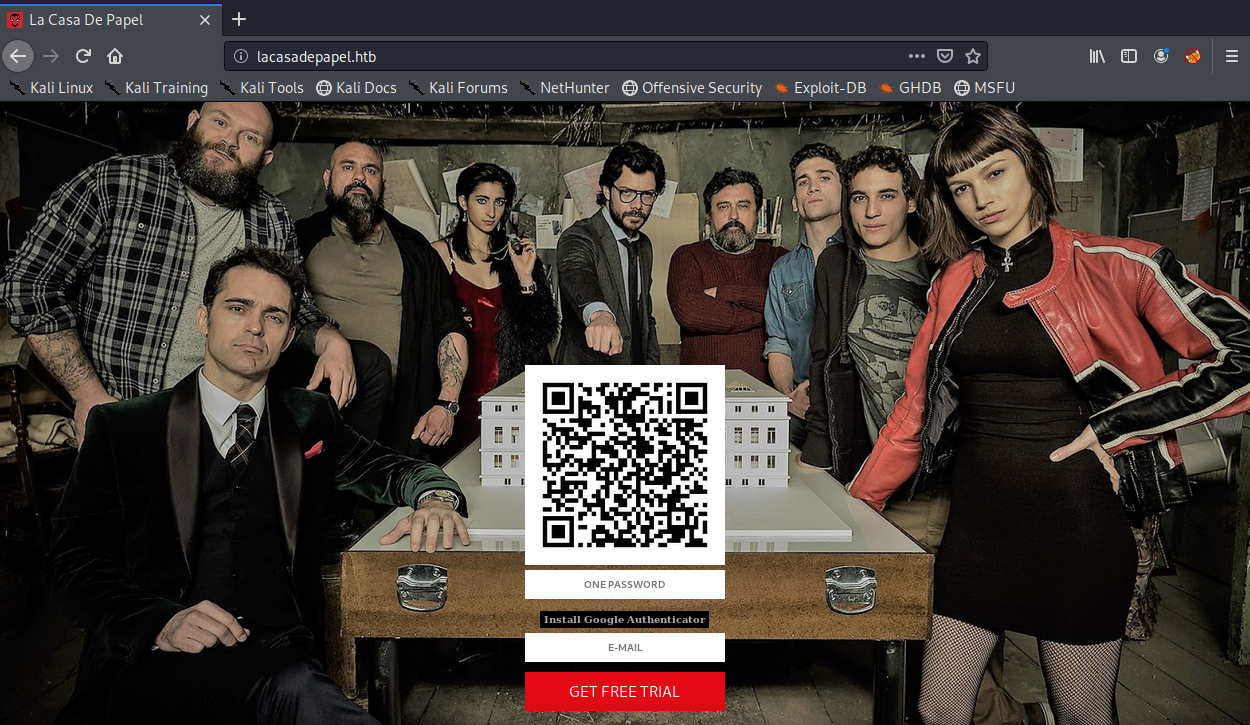 La Casa De Papel
lacasadepapel.htb
Kali Linux Kali Training Kali Tools Kali Docs Kali Forums NetHunter Offensive Security Exploit-DB GHDB MSFU
ONE PASSWORD
Install Google Authenticator
E-MAIL
GET FREE TRIAL